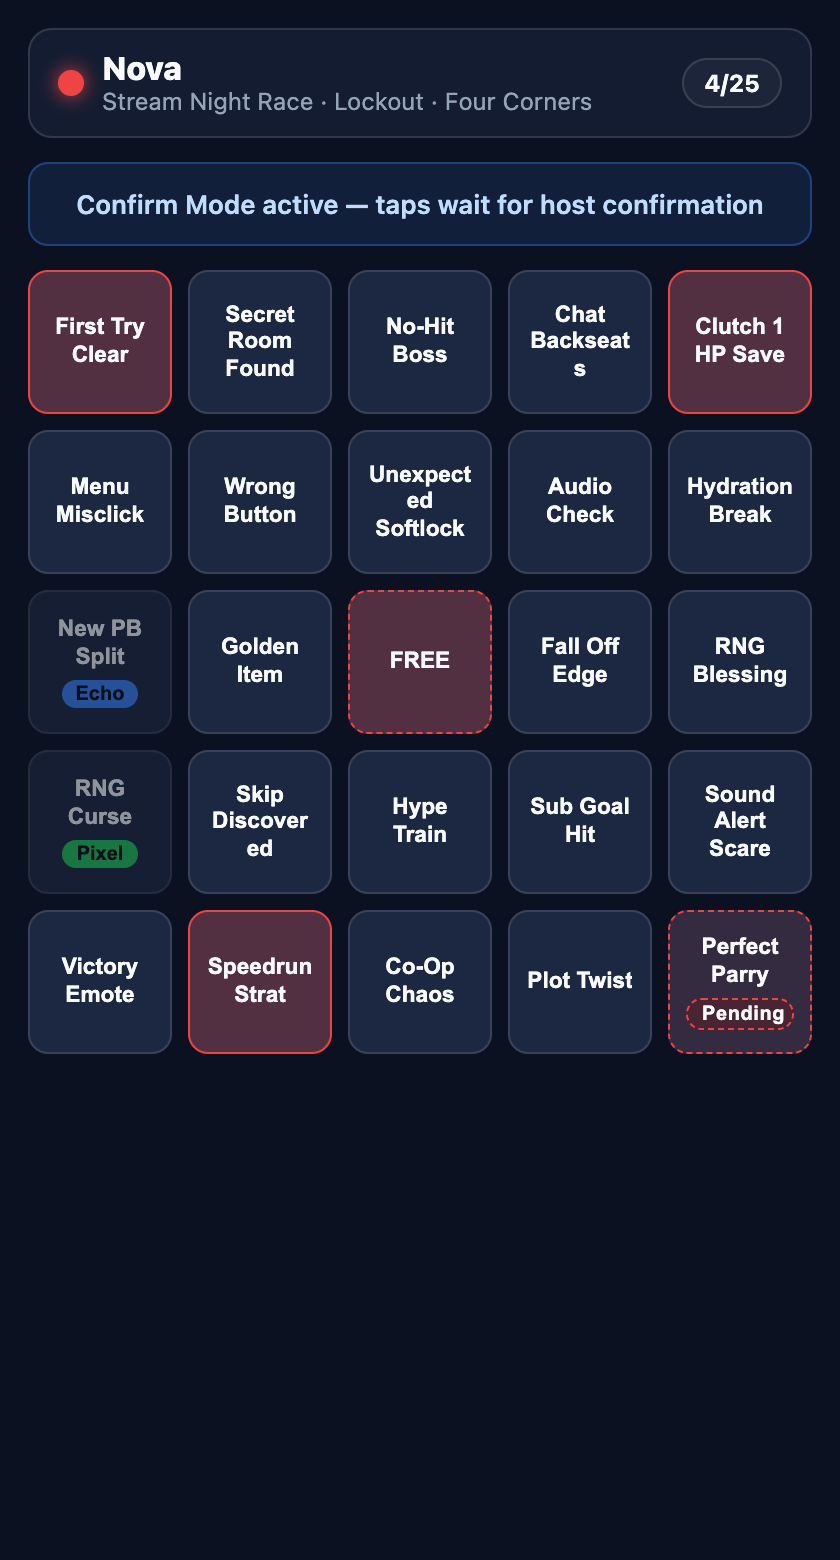 Nova
Stream Night Race · Lockout · Four Corners
4/25
Confirm Mode active — taps wait for host confirmation
First Try
Clear
Secret
Room
Found
No-Hit
Boss
Chat
Backseat
s
Clutch 1
HP Save
Menu
Misclick
Wrong
Button
Unexpect
ed
Softlock
Audio
Check
Hydration
Break
New PB
Split
Echo
Golden
Item
FREE
Fall Off
Edge
RNG
Blessing
RNG
Curse
Pixel
Skip
Discover
ed
Hype
Train
Sub Goal
Hit
Sound
Alert
Scare
Victory
Emote
Speedrun
Strat
Co-Op
Chaos
Plot Twist
Perfect
Parry
Pending